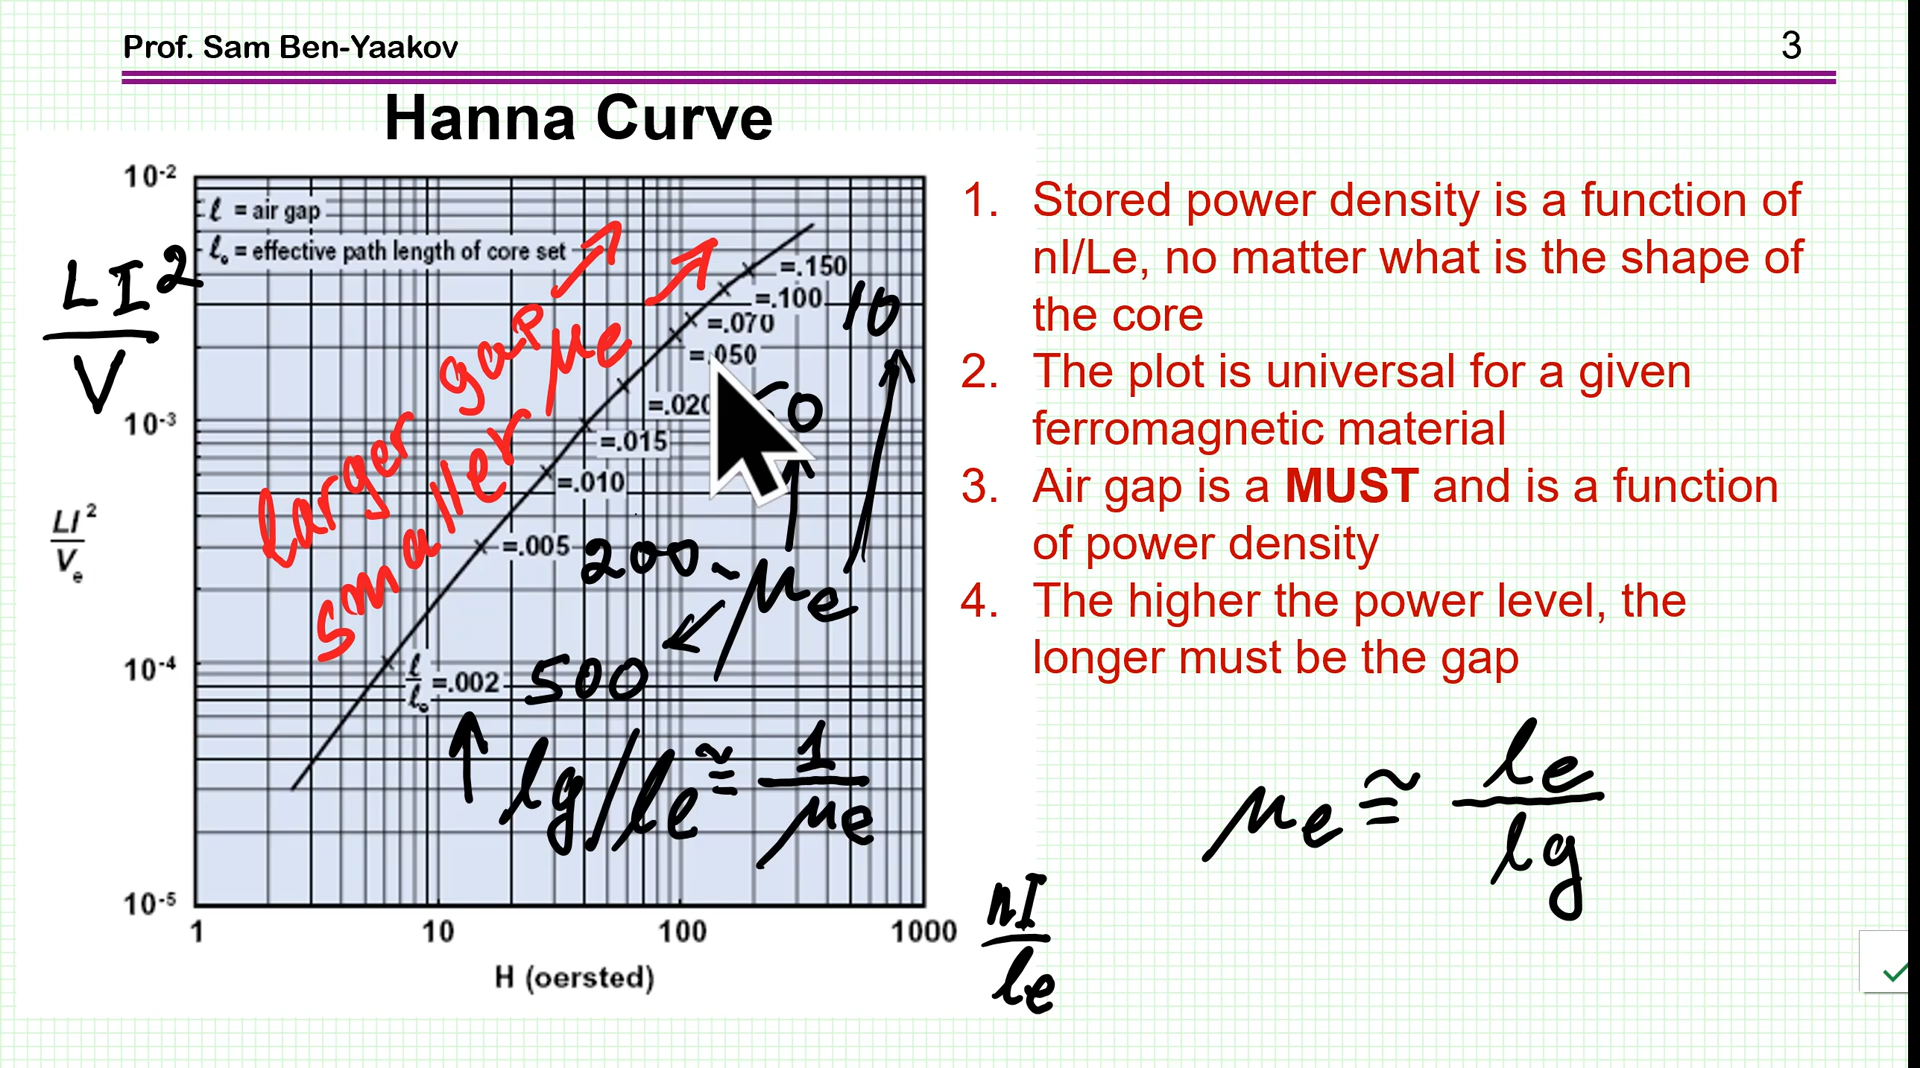 Prof. Sam Ben-Yaakov
3
Hanna Curve
10-2
ℓ = air gap
ℓₑ = effective path length of core set
LI²
V
larger gap
smaller μe
=.150
=.100
=.070
=.050
=.020
=.015
=.010
=.005
ℓ
ℓₑ
=.002
10
200
μe
500
lg/le ≅ 1
μe
10-3
LI²
Ve
10-4
10-5
1
10
100
1000
H (oersted)
nI
le
1. Stored power density is a function of
nI/Le, no matter what is the shape of
the core
2. The plot is universal for a given
ferromagnetic material
3. Air gap is a MUST and is a function
of power density
4. The higher the power level, the
longer must be the gap
μe ≅ le
lg